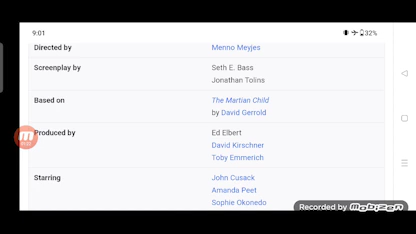 9:01
32%
Directed by Menno Meyjes
Screenplay by Seth E. Bass
Jonathan Tolins
Based on The Martian Child
by David Gerrold
Produced by Ed Elbert
David Kirschner
Toby Emmerich
Starring John Cusack
Amanda Peet
Sophie Okonedo
Recorded by Mobizen